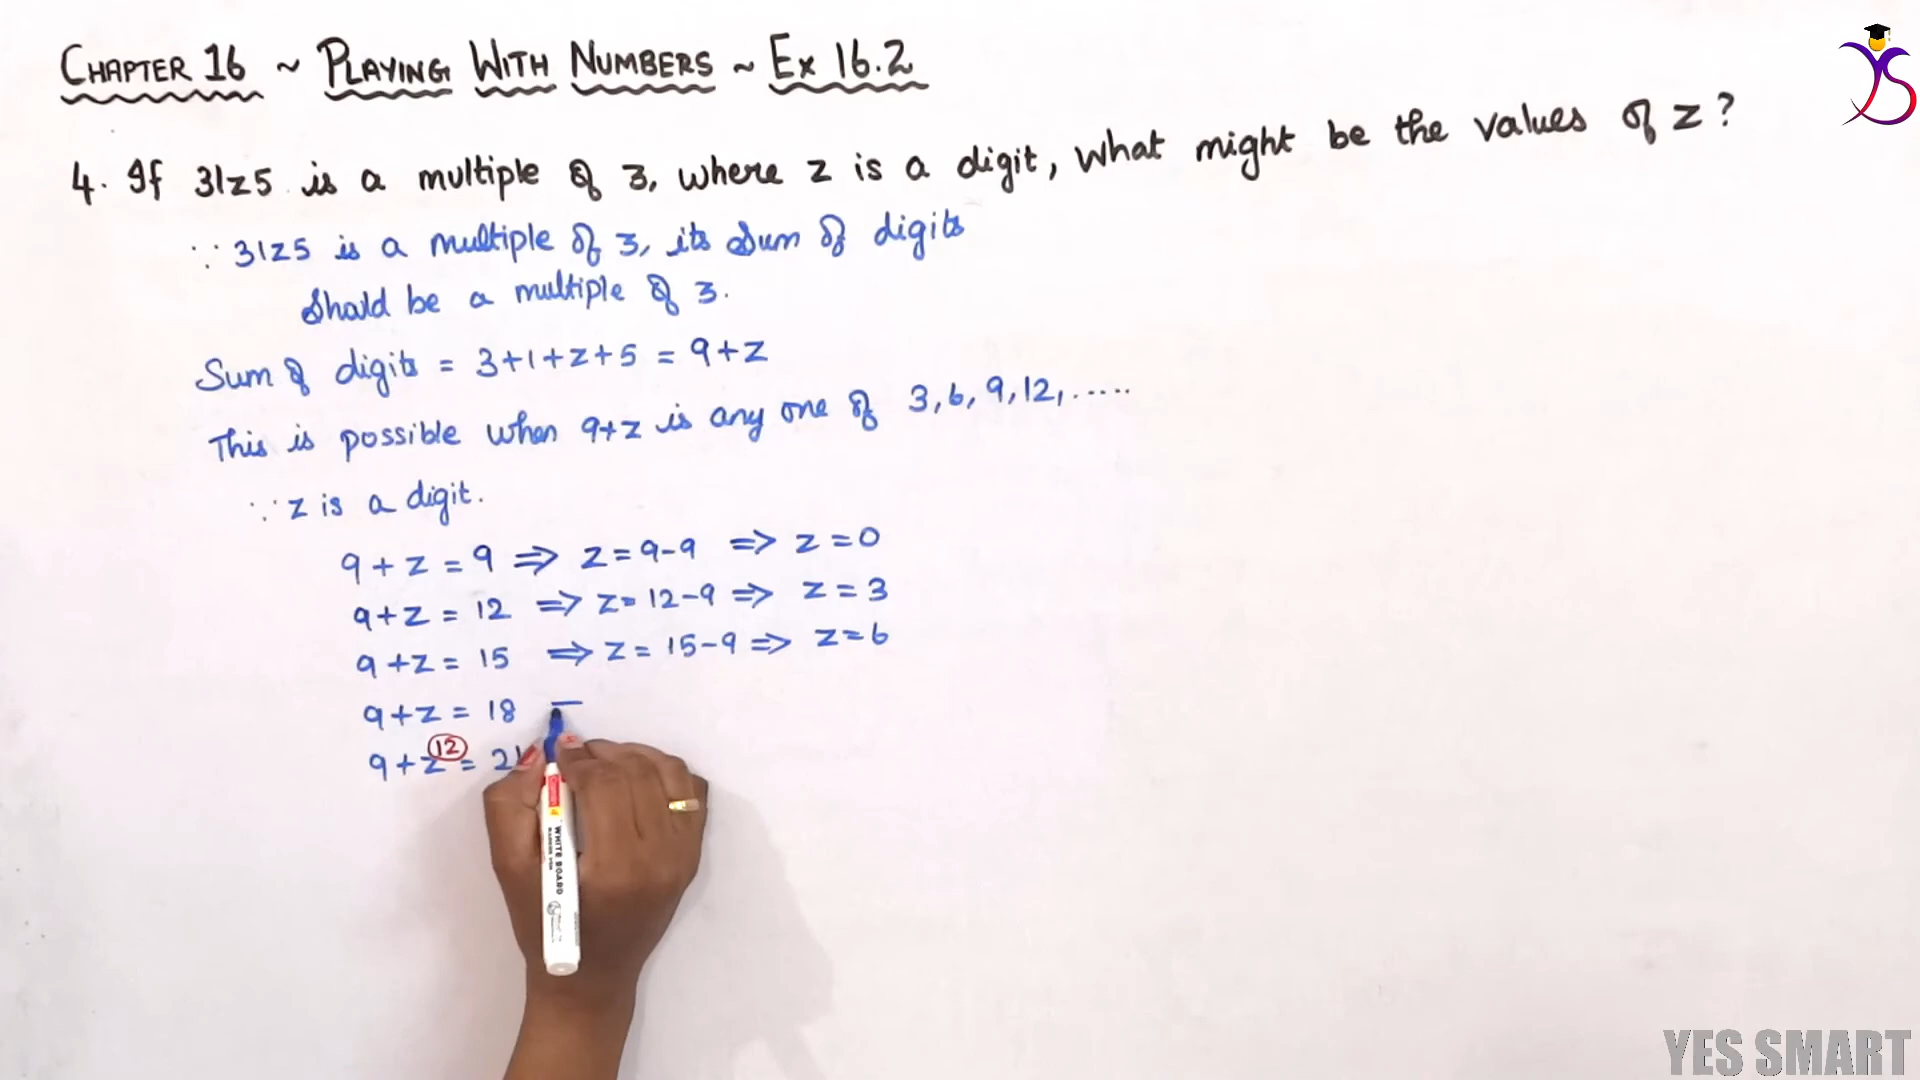 CHAPTER 16 ~ PLAYING WITH NUMBERS ~ Ex 16.2
4. If 31z5 is a multiple of 3, where z is a digit, what might be the values of z?
∵ 31z5 is a multiple of 3, its sum of digits
should be a multiple of 3.
Sum of digits = 3+1+z+5 = 9+z
This is possible when 9+z is any one of 3, 6, 9, 12, .....
∵ z is a digit.
9 + z = 9 ⇒ z = 9-9 ⇒ z = 0
9+z = 12 ⇒ z = 12-9 ⇒ z = 3
9+z = 15 ⇒ z = 15-9 ⇒ z = 6
9+z = 18
12
9+z = 21
WHITE BOARD
YES SMART